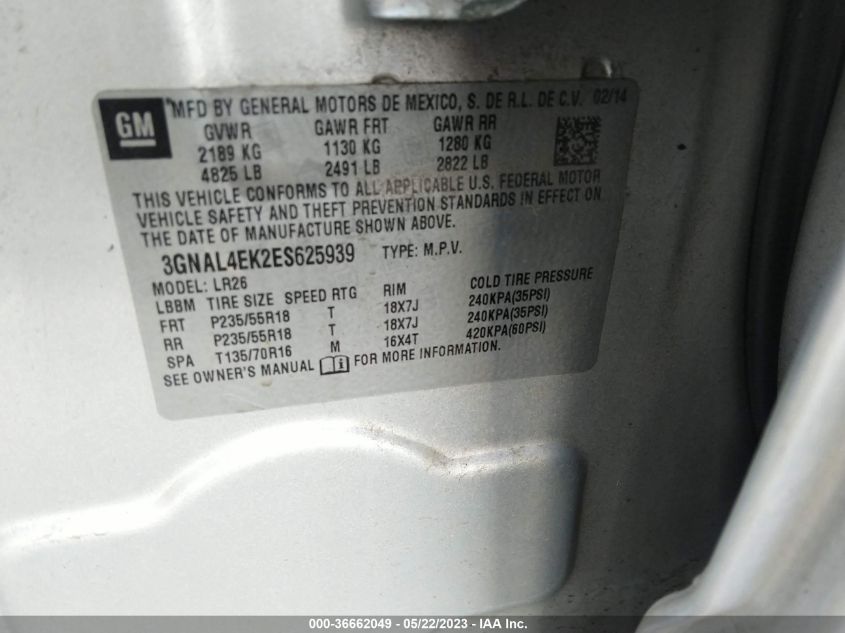 GM
MFD BY GENERAL MOTORS DE MEXICO, S. DE R.L. DE C.V. 02/14
GVWR GAWR FRT GAWR RR
2189 KG 1130 KG 1280 KG
4825 LB 2491 LB 2822 LB
THIS VEHICLE CONFORMS TO ALL APPLICABLE U.S. FEDERAL MOTOR
VEHICLE SAFETY AND THEFT PREVENTION STANDARDS IN EFFECT ON
THE DATE OF MANUFACTURE SHOWN ABOVE.
3GNAL4EK2ES625939 TYPE: M.P.V.
MODEL: LR26
LBBM TIRE SIZE SPEED RTG RIM COLD TIRE PRESSURE
FRT P235/55R18 T 18X7J 240KPA(35PSI)
RR P235/55R18 T 18X7J 240KPA(35PSI)
SPA T135/70R16 M 16X4T 420KPA(60PSI)
SEE OWNER'S MANUAL FOR MORE INFORMATION.
000-36662049 - 05/22/2023 - IAA Inc.